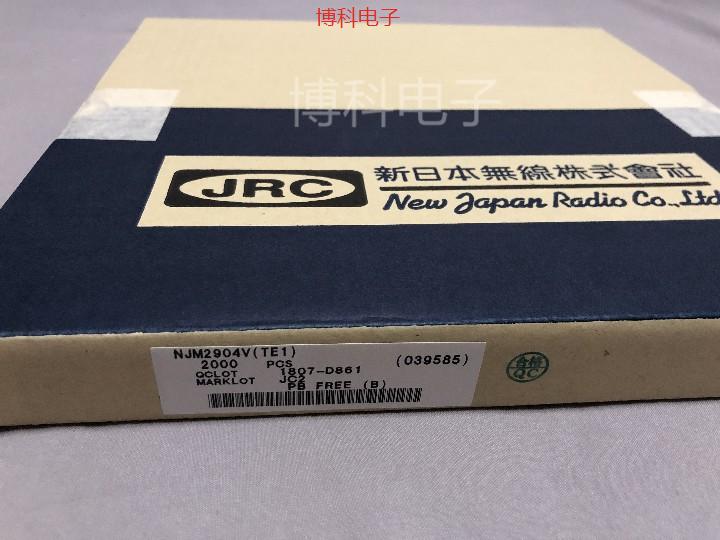 博科电子
博科电子
JRC
新日本無線株式會社
New Japan Radio Co.,Ltd
NJM2904V(TE1)
2000 PCS (039585)
QCLOT 1807-D861
MARKLOT JC2
PB FREE (B)
合格
QC